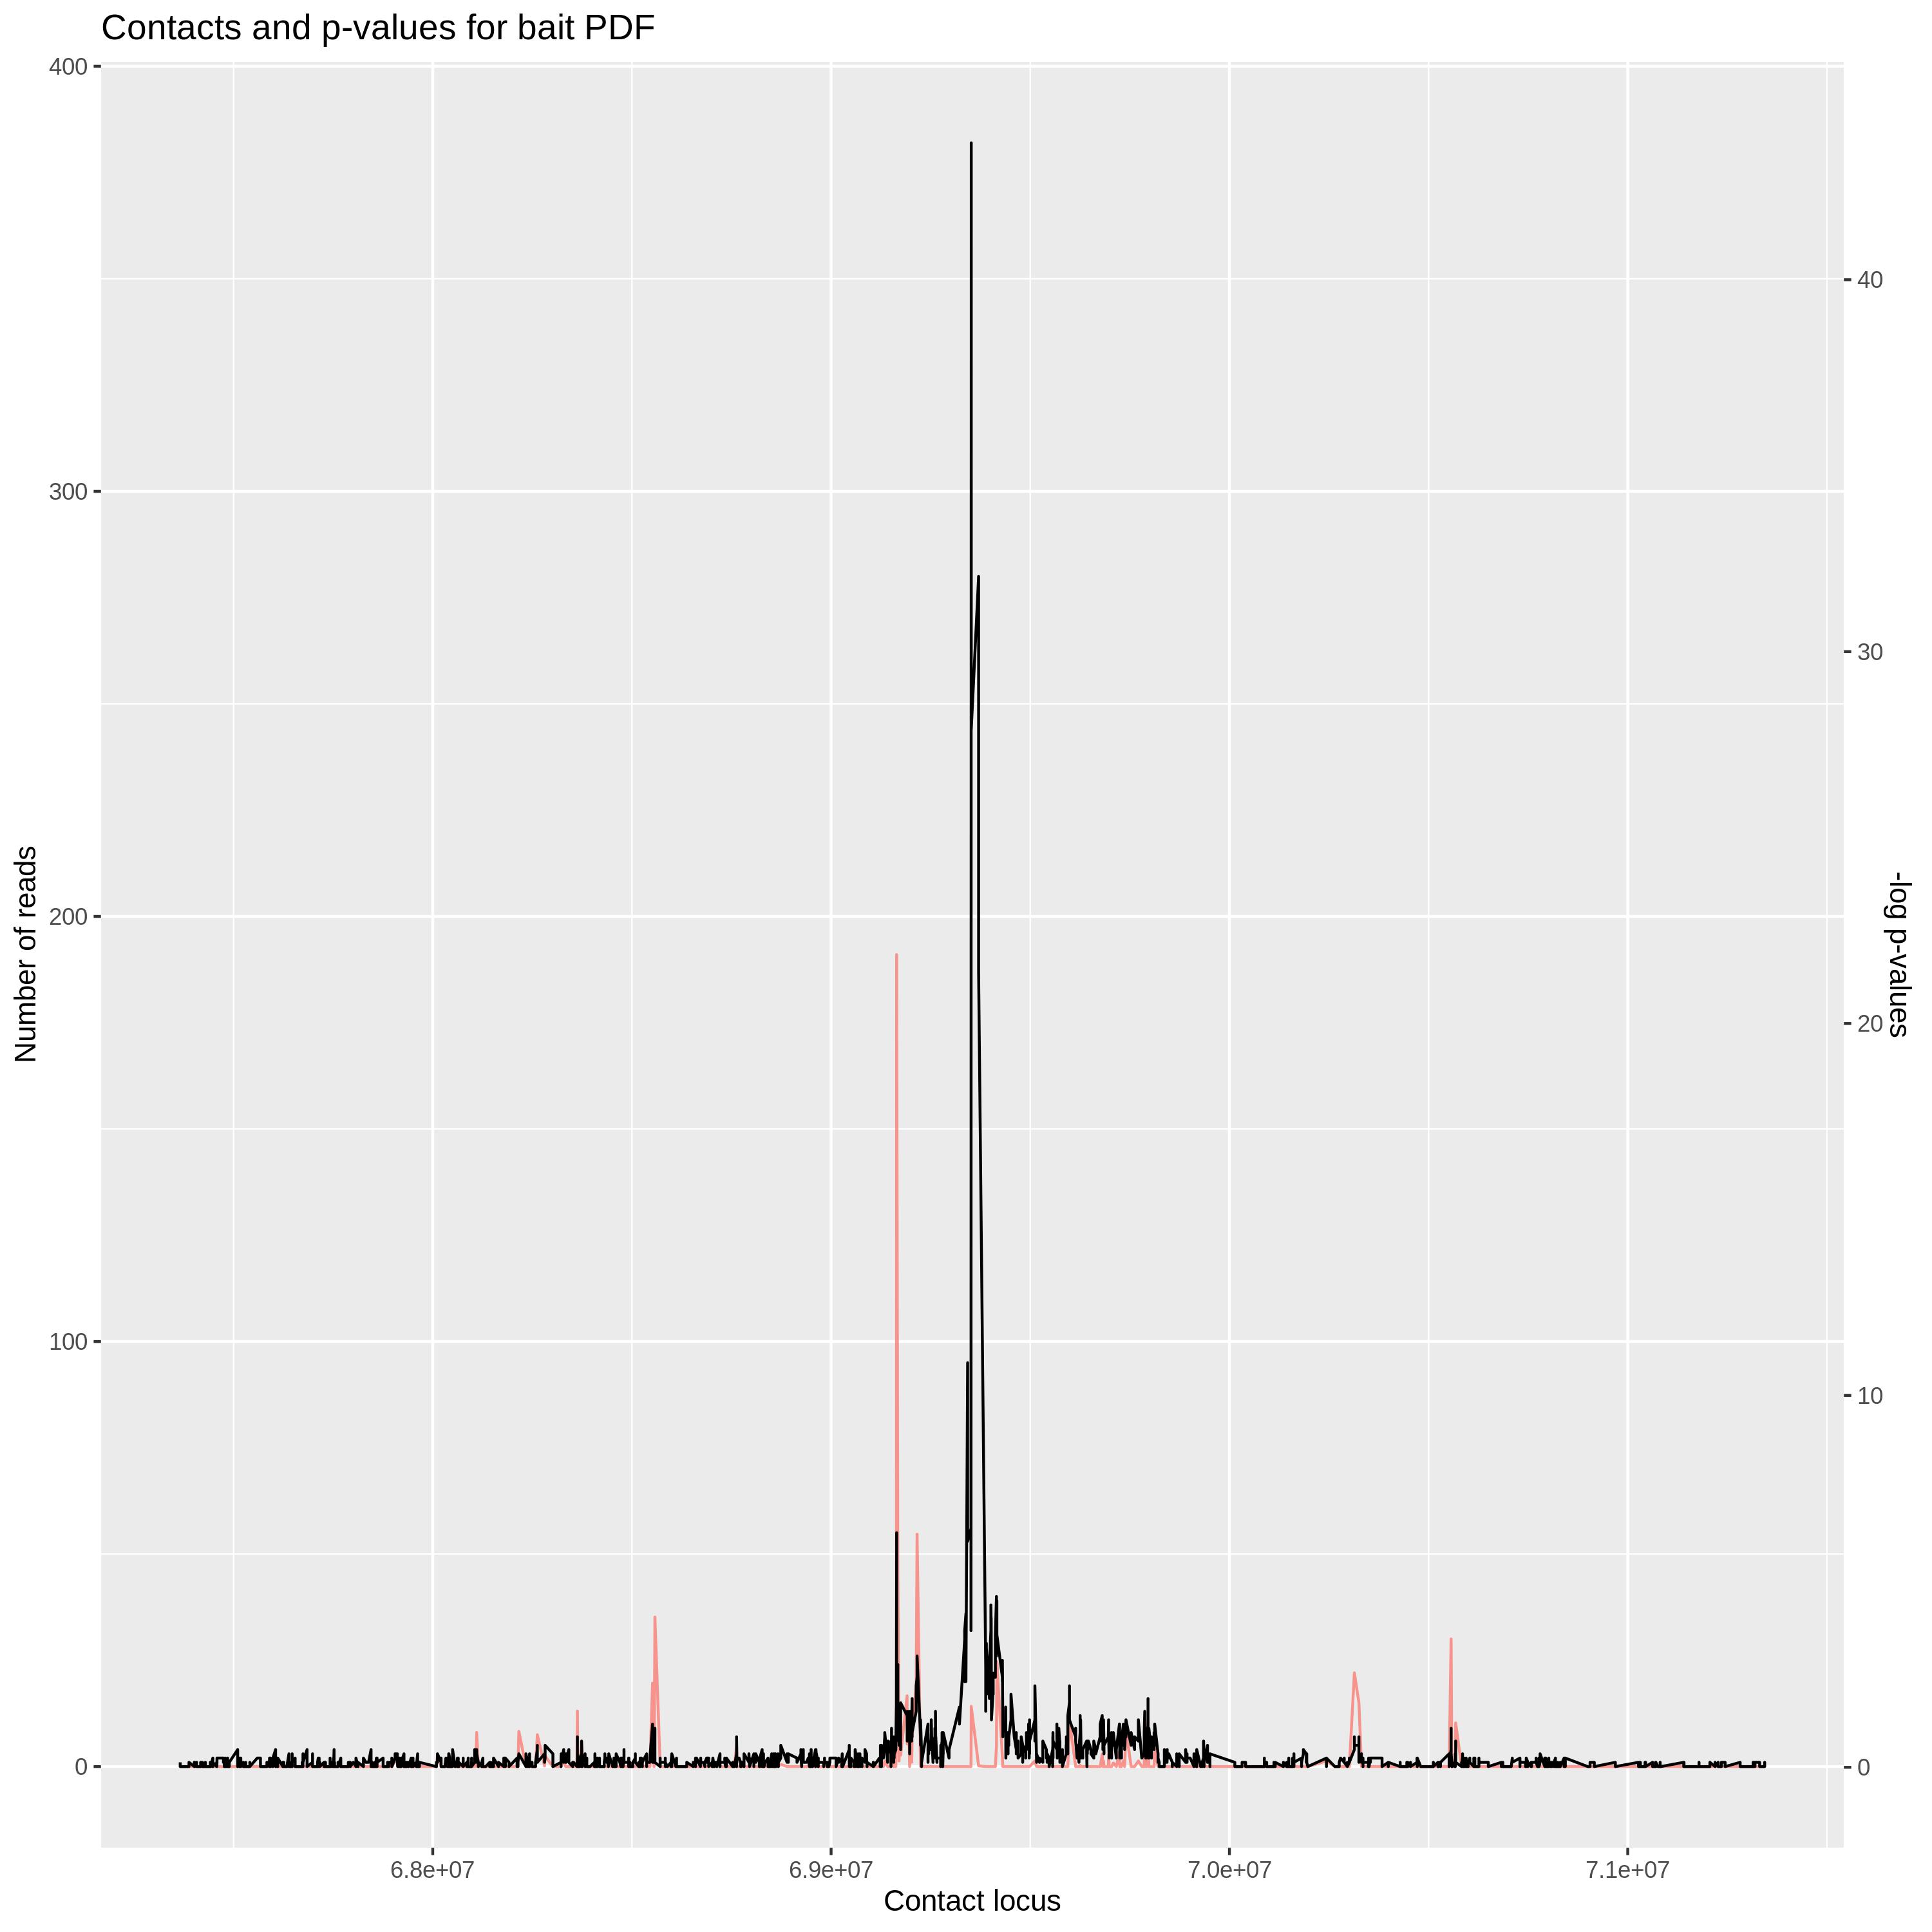 Contacts and p-values for bait PDF
400
300
200
100
0
Number of reads
40
30
20
10
0
-log p-values
6.8e+07
6.9e+07
7.0e+07
7.1e+07
Contact locus